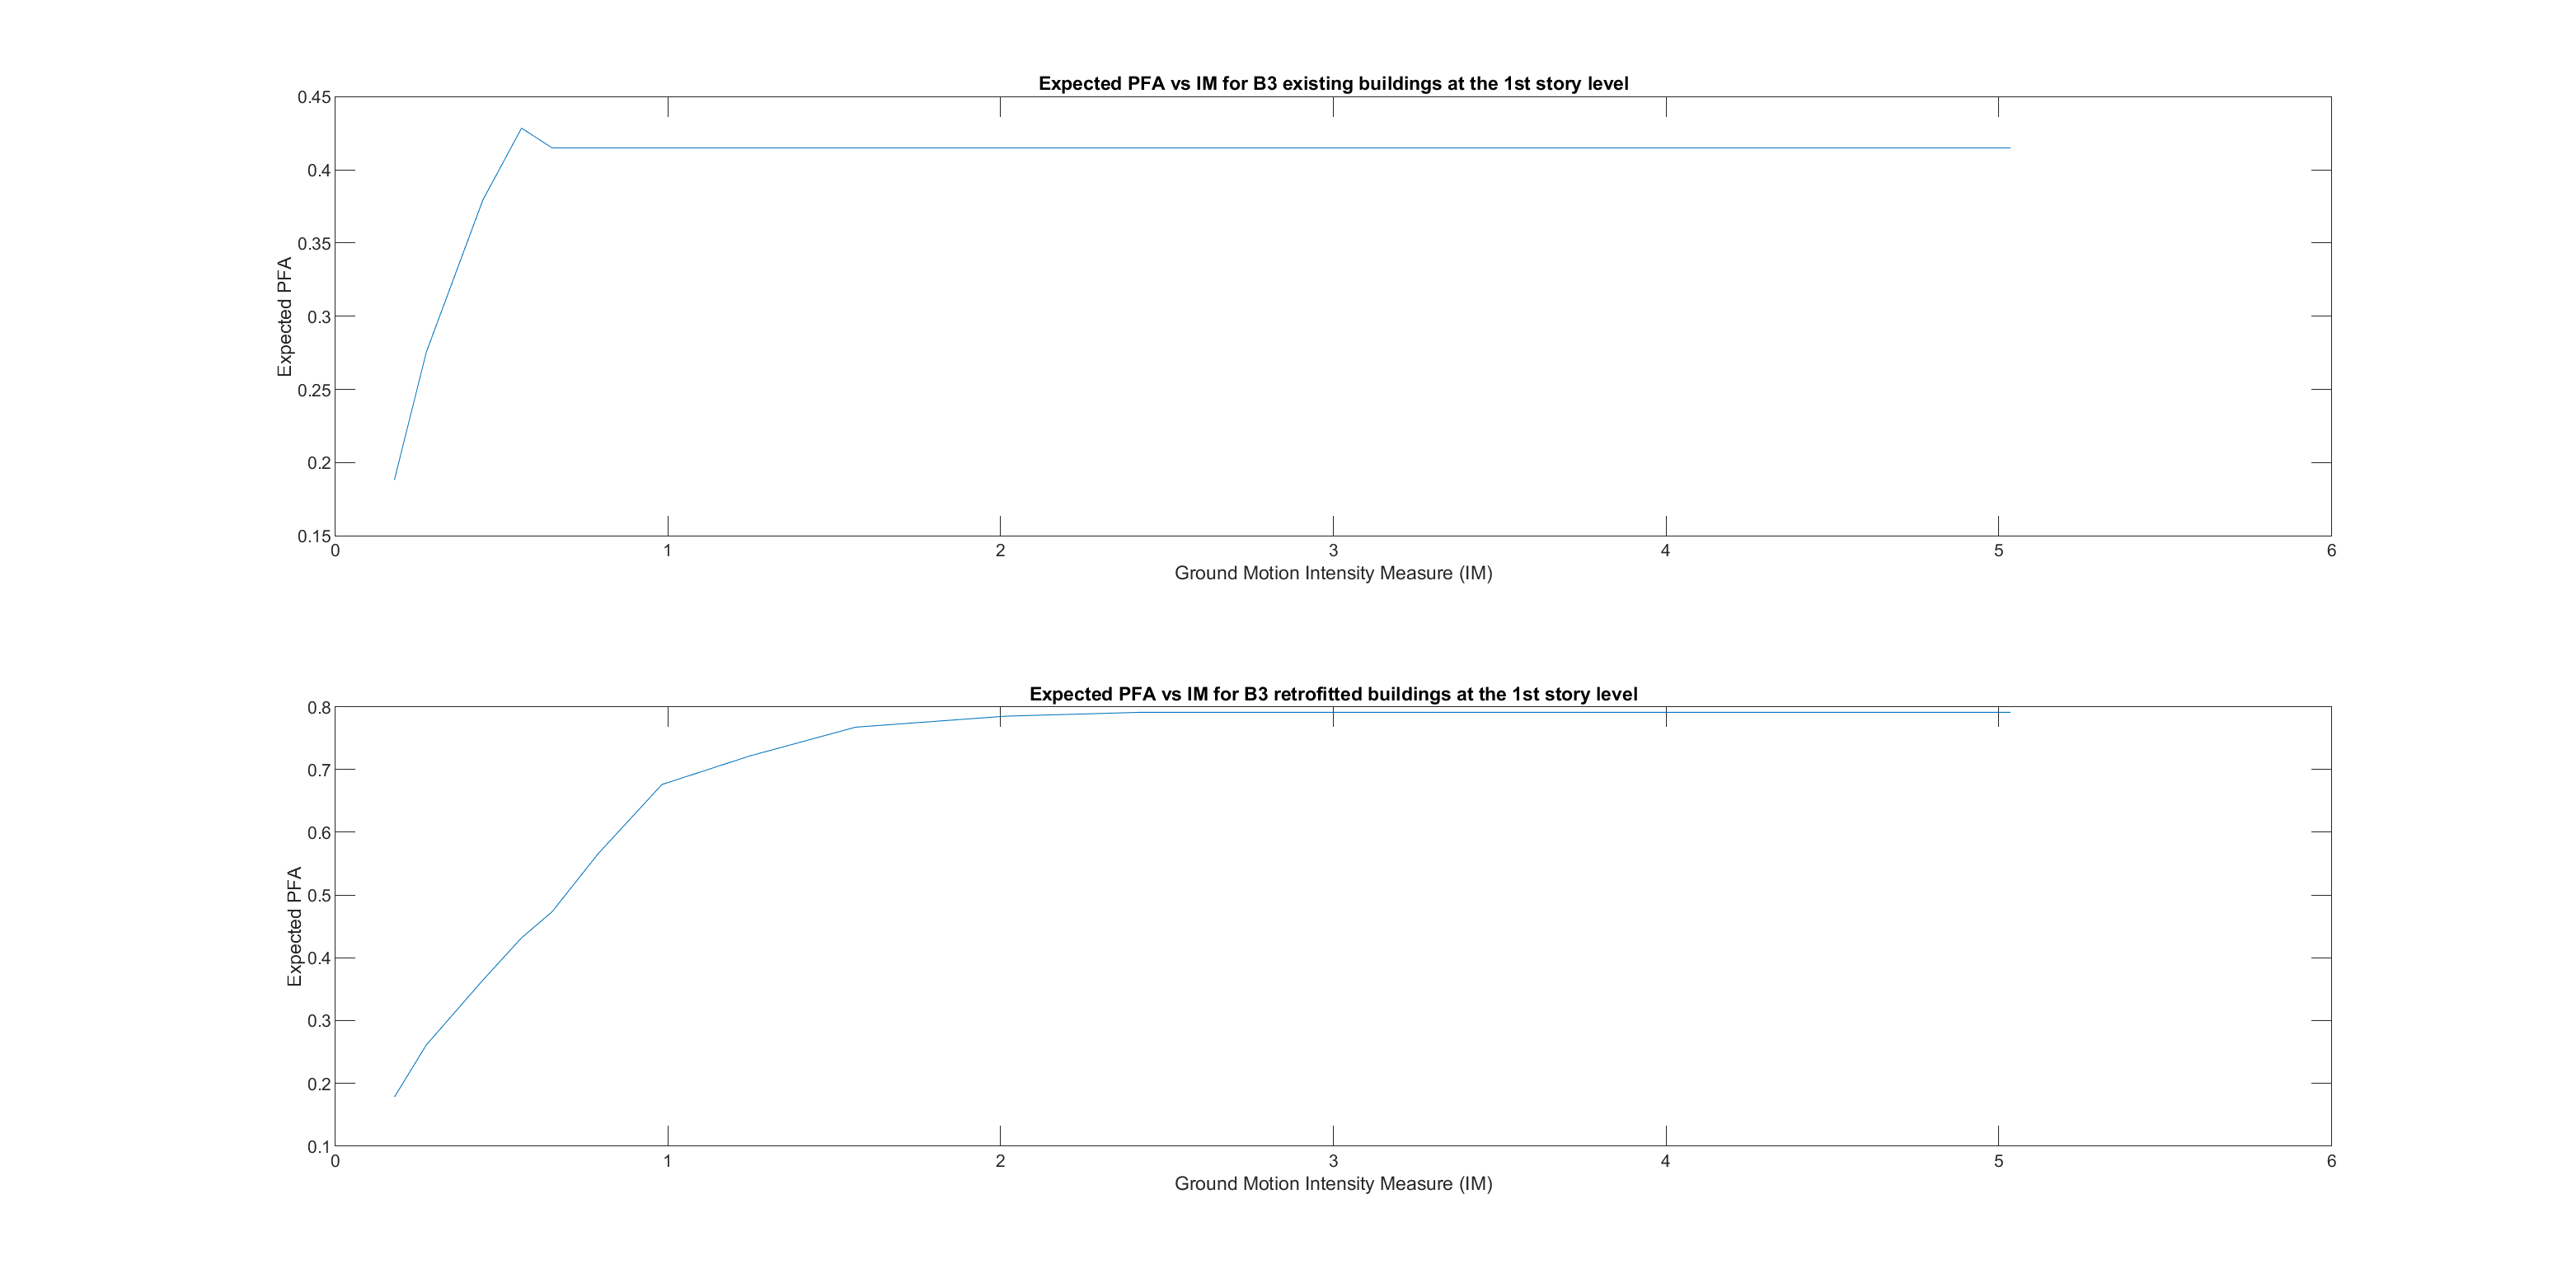 Expected PFA vs IM for B3 existing buildings at the 1st story level
0.45
0.4
0.35
0.3
0.25
0.2
0.15
Expected PFA
0 1 2 3 4 5 6
Ground Motion Intensity Measure (IM)
Expected PFA vs IM for B3 retrofitted buildings at the 1st story level
0.8
0.7
0.6
0.5
0.4
0.3
0.2
0.1
Expected PFA
0 1 2 3 4 5 6
Ground Motion Intensity Measure (IM)